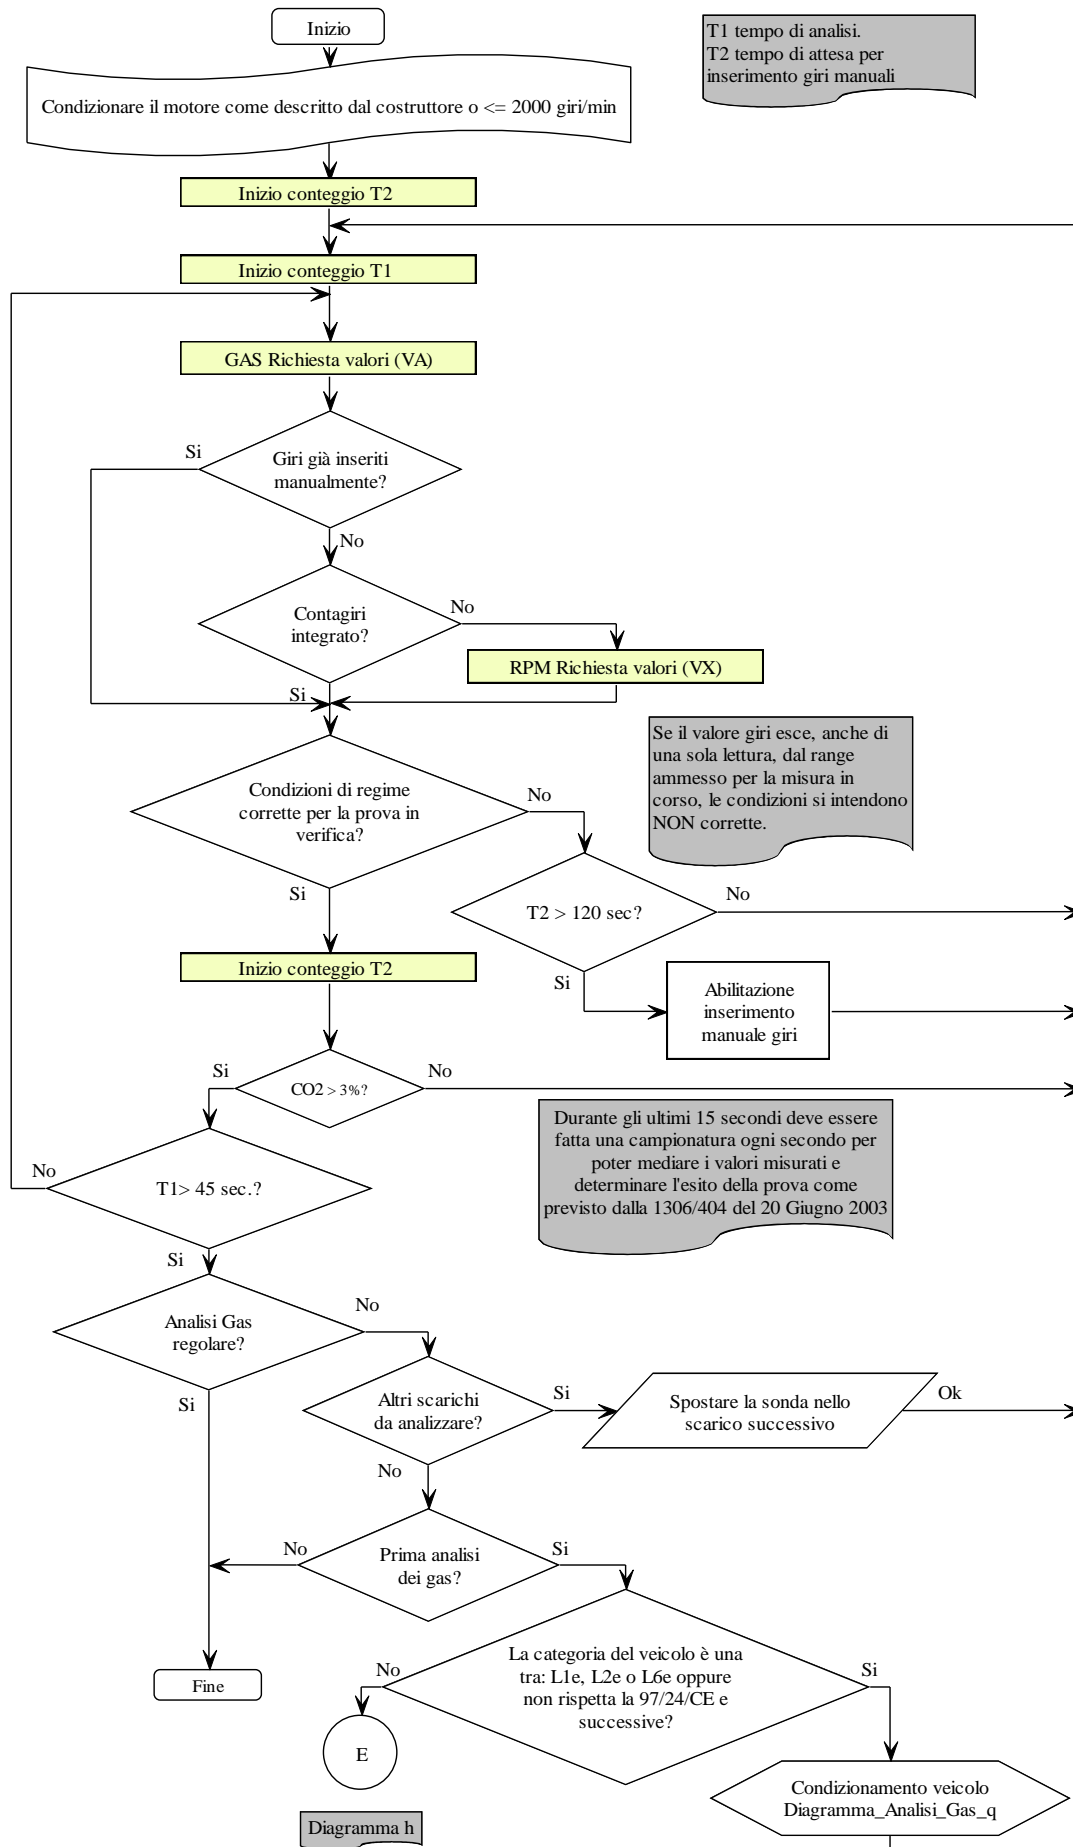 Inizio
T1 tempo di analisi.
T2 tempo di attesa per
inserimento giri manuali
Condizionare il motore come descritto dal costruttore o <= 2000 giri/min
Inizio conteggio T2
Inizio conteggio T1
GAS Richiesta valori (VA)
Si
Giri già inseriti
manualmente?
No
Contagiri
integrato?
No
RPM Richiesta valori (VX)
Si
Se il valore giri esce, anche di
una sola lettura, dal range
ammesso per la misura in
corso, le condizioni si intendono
NON corrette.
Condizioni di regime
corrette per la prova in
verifica?
No
Si
T2 > 120 sec?
No
Inizio conteggio T2
Si
Abilitazione
inserimento
manuale giri
Si
CO2 > 3%?
No
Durante gli ultimi 15 secondi deve essere
fatta una campionatura ogni secondo per
poter mediare i valori misurati e
determinare l'esito della prova come
previsto dalla 1306/404 del 20 Giugno 2003
No
T1> 45 sec.?
Si
Analisi Gas
regolare?
No
Si
Altri scarichi
da analizzare?
Si
Spostare la sonda nello
scarico successivo
Ok
No
No
Prima analisi
dei gas?
Si
La categoria del veicolo è una
tra: L1e, L2e o L6e oppure
non rispetta la 97/24/CE e
successive?
No
Si
Fine
E
Condizionamento veicolo
Diagramma_Analisi_Gas_q
Diagramma h